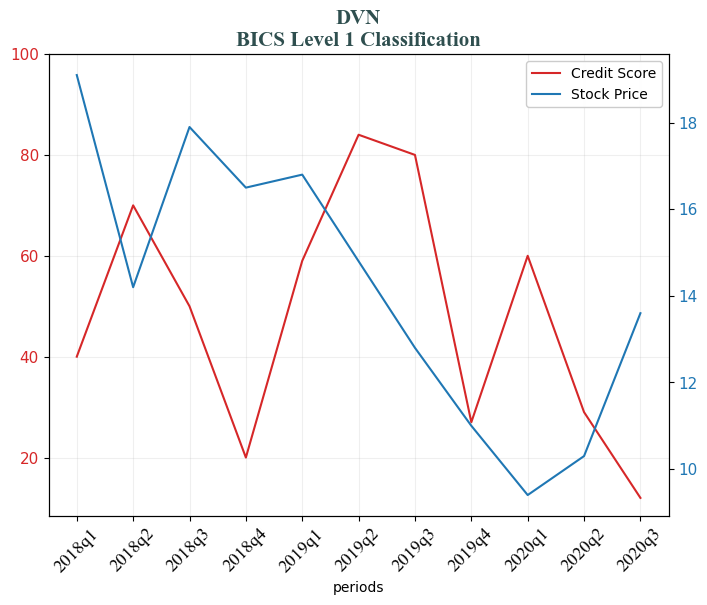 DVN
BICS Level 1 Classification
Credit Score
Stock Price
100
80
60
40
20
18
16
14
12
10
2018q1
2018q2
2018q3
2018q4
2019q1
2019q2
2019q3
2019q4
2020q1
2020q2
2020q3
periods